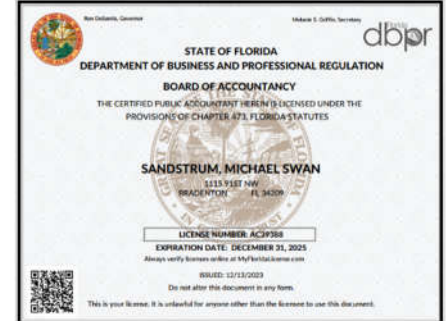 Ron DeSantis, Governor
Melanie S. Griffin, Secretary
Florida
dbpr
STATE OF FLORIDA
DEPARTMENT OF BUSINESS AND PROFESSIONAL REGULATION
BOARD OF ACCOUNTANCY
THE CERTIFIED PUBLIC ACCOUNTANT HEREIN IS LICENSED UNDER THE
PROVISIONS OF CHAPTER 473, FLORIDA STATUTES
SANDSTRUM, MICHAEL SWAN
NW
BRADENTON FL 34209
LICENSE NUMBER: AC39388
EXPIRATION DATE: DECEMBER 31, 2025
Always verify licenses online at MyFloridaLicense.com
ISSUED: 12/13/2023
Do not alter this document in any form.
This is your license. It is unlawful for anyone other than the licensee to use this document.